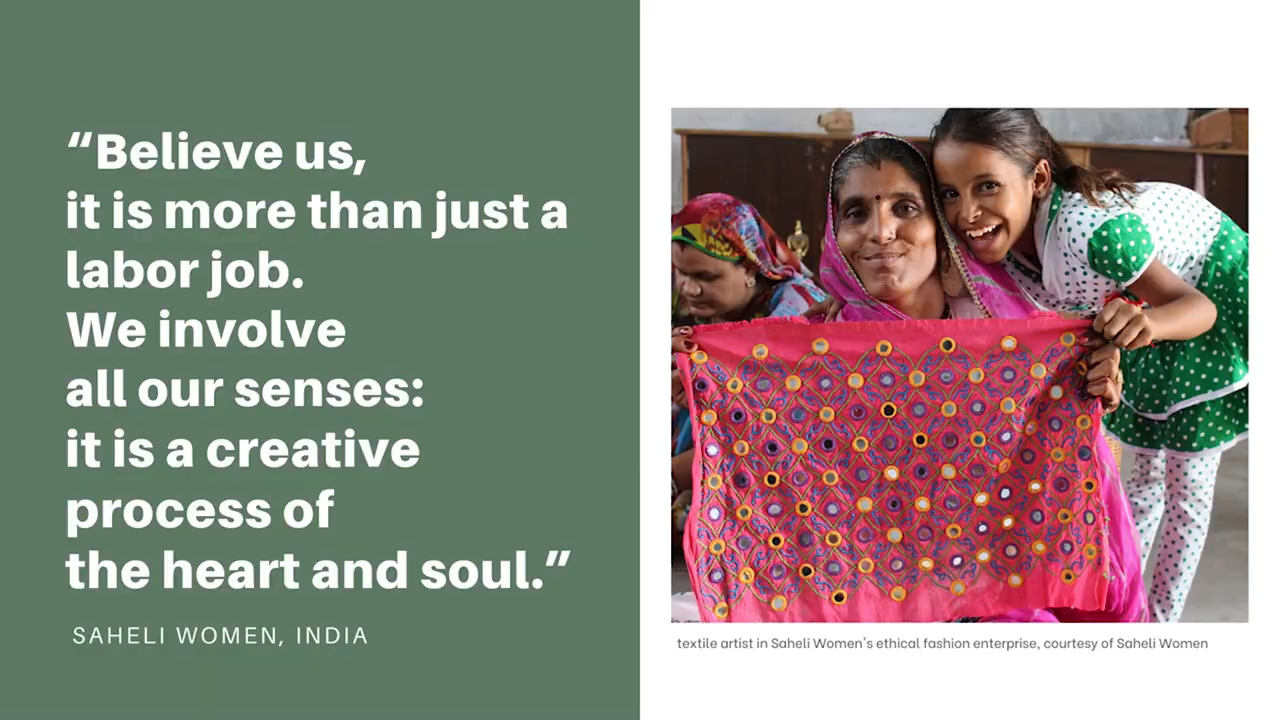 “Believe us,
it is more than just a
labor job.
We involve
all our senses:
it is a creative
process of
the heart and soul.”
SAHELI WOMEN, INDIA
textile artist in Saheli Women's ethical fashion enterprise, courtesy of Saheli Women